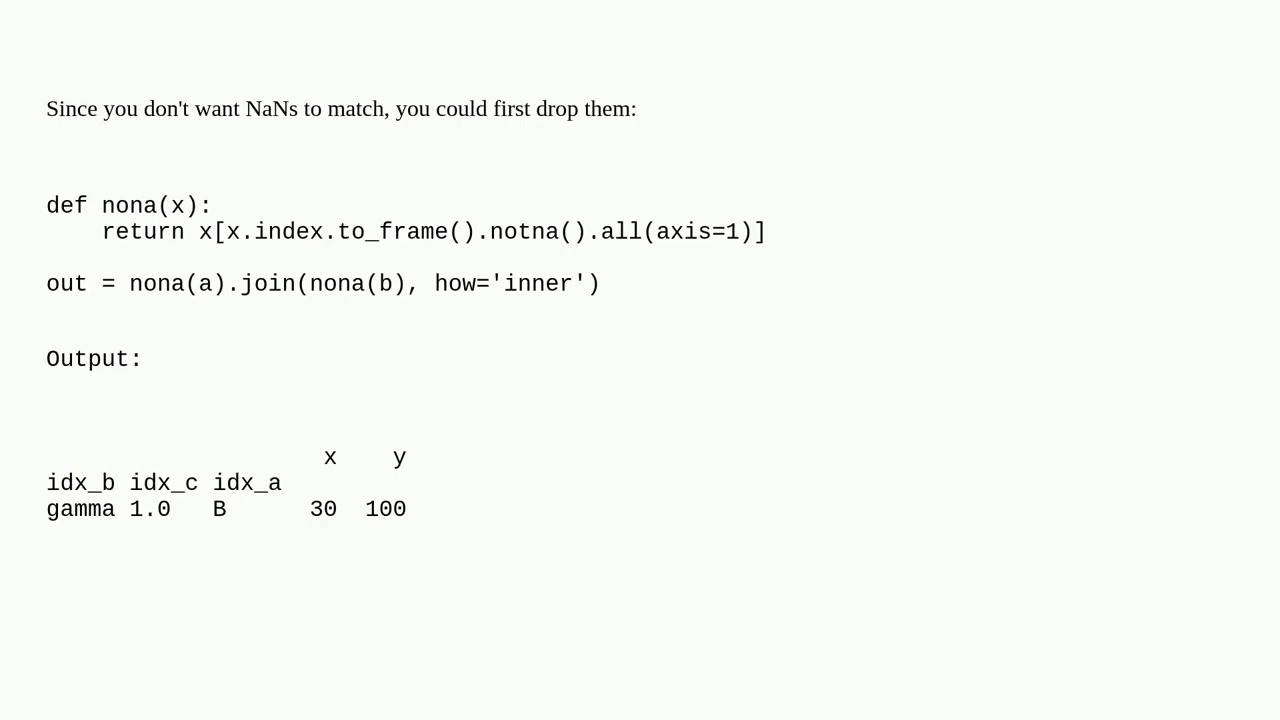 Since you don't want NaNs to match, you could first drop them:
def nona(x):
    return x[x.index.to_frame().notna().all(axis=1)]
out = nona(a).join(nona(b), how='inner')
Output:
                    x    y
idx_b idx_c idx_a
gamma 1.0   B      30  100